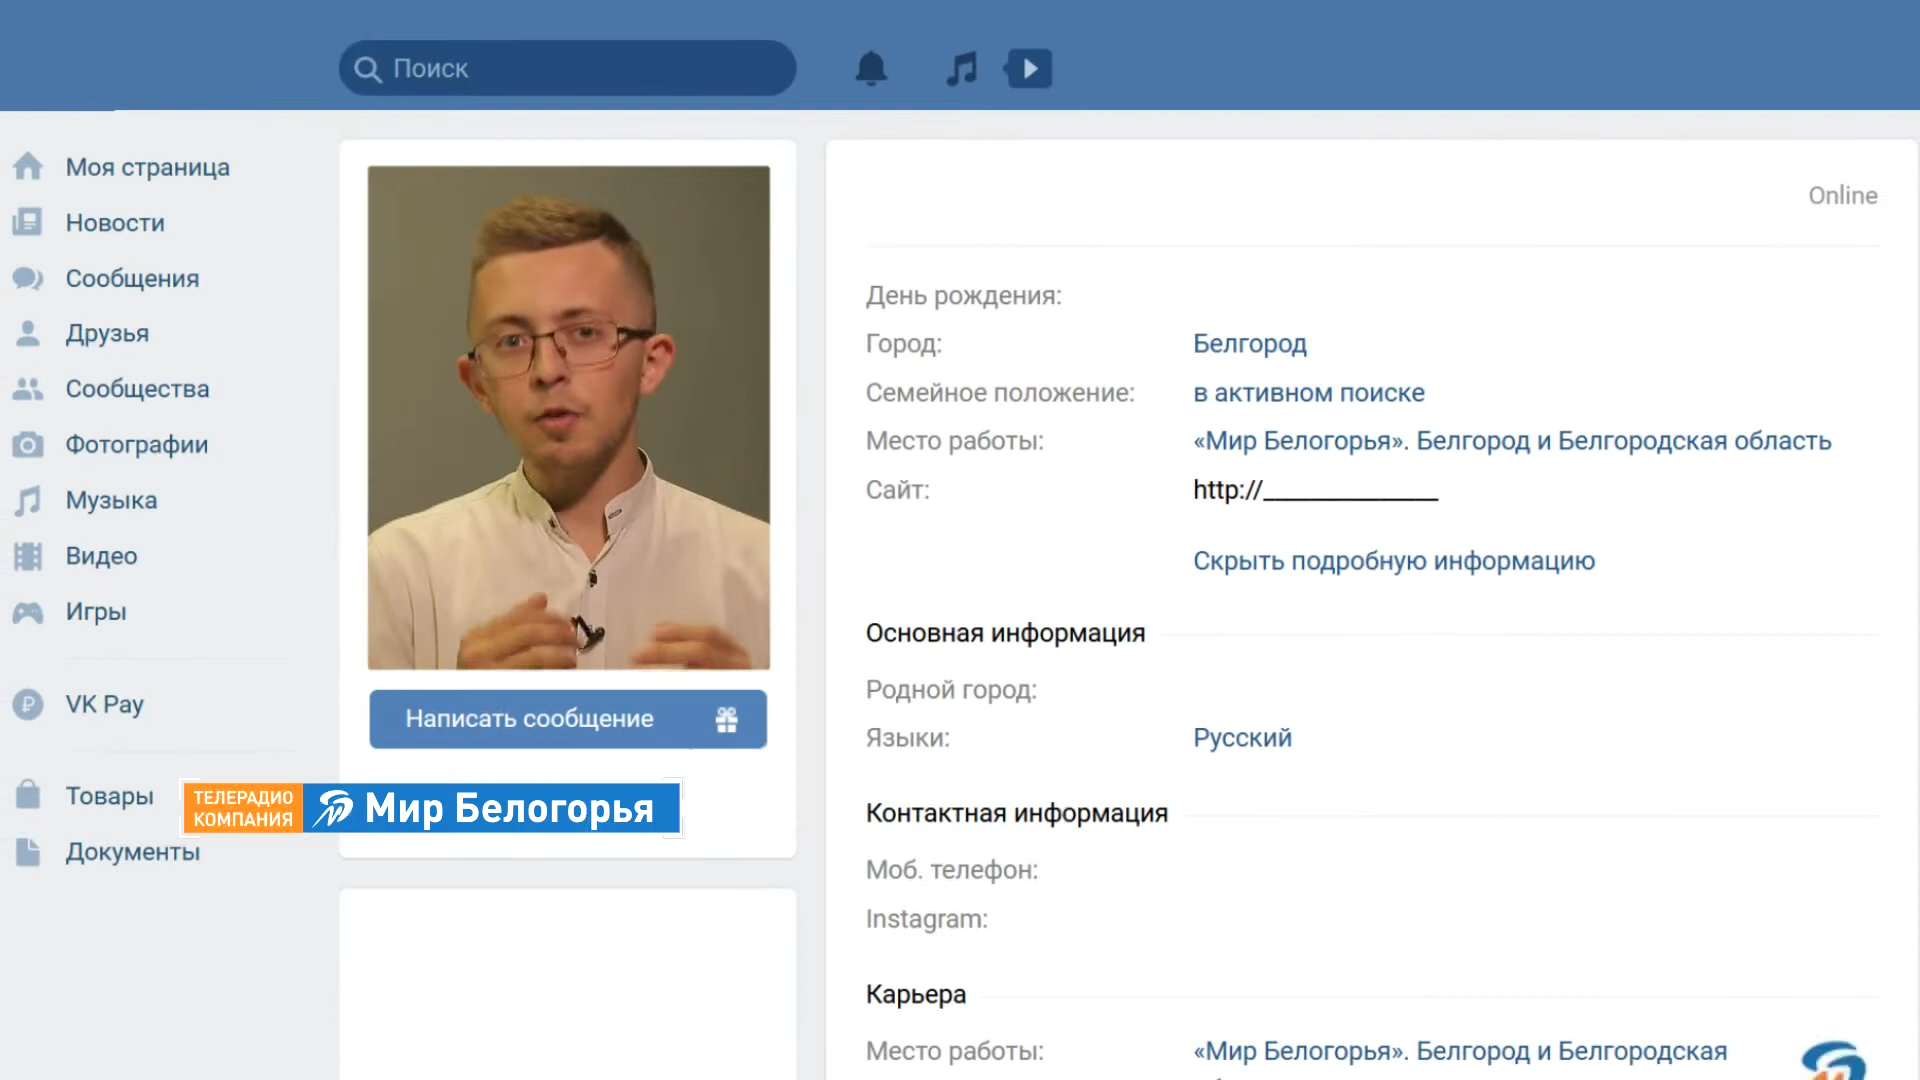 Поиск
Моя страница
Новости
Сообщения
Друзья
Сообщества
Фотографии
Музыка
Видео
Игры
VK Pay
Товары
Документы
Написать сообщение
ТЕЛЕРАДИО
КОМПАНИЯ
Мир Белогорья
Online
День рождения:
Город: Белгород
Семейное положение: в активном поиске
Место работы: «Мир Белогорья». Белгород и Белгородская область
Сайт: http://_____________
Скрыть подробную информацию
Основная информация
Родной город:
Языки: Русский
Контактная информация
Моб. телефон:
Instagram:
Карьера
Место работы: «Мир Белогорья». Белгород и Белгородская